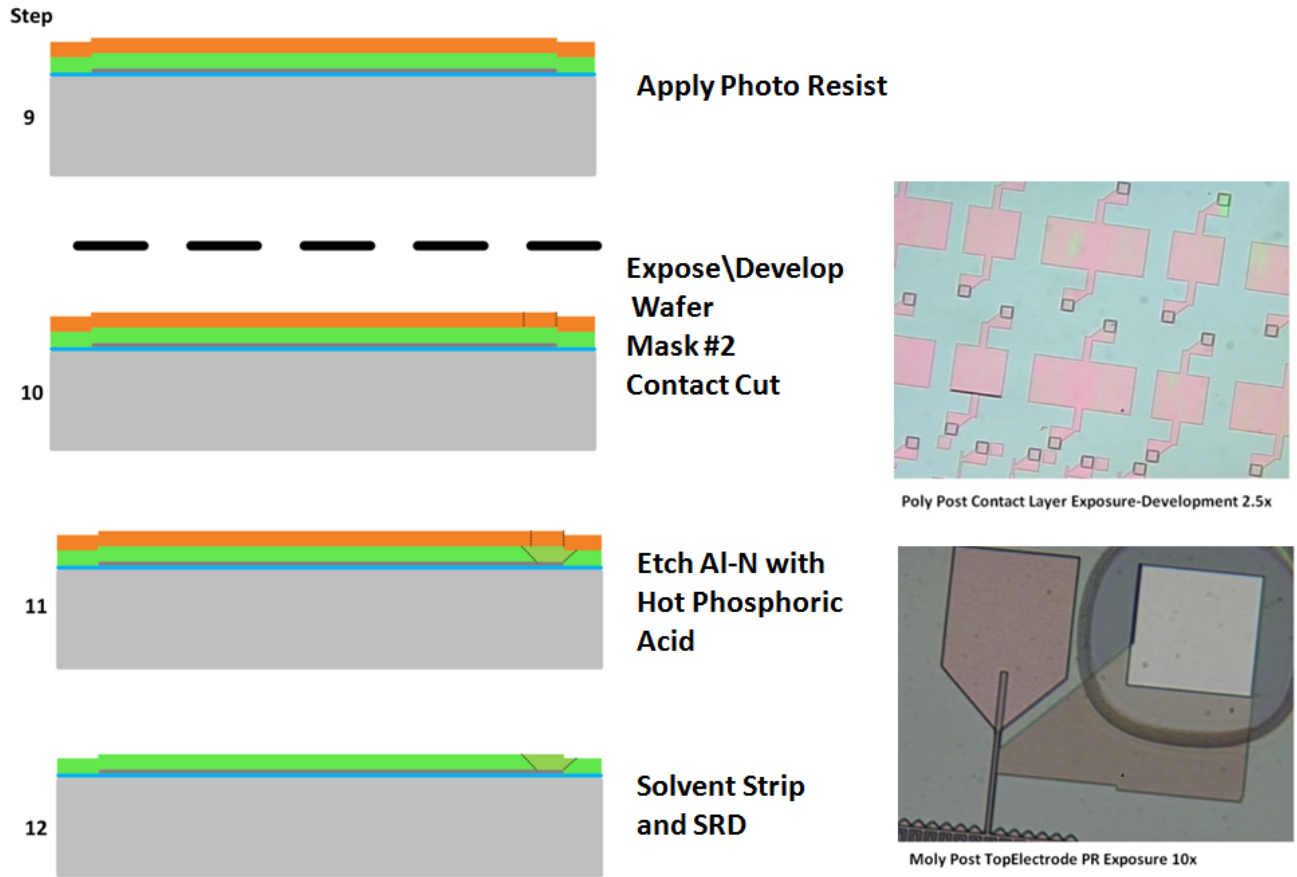 Step
9
Apply Photo Resist
10
Expose\Develop
Wafer
Mask #2
Contact Cut
Poly Post Contact Layer Exposure-Development 2.5x
11
Etch Al-N with
Hot Phosphoric
Acid
12
Solvent Strip
and SRD
Moly Post TopElectrode PR Exposure 10x